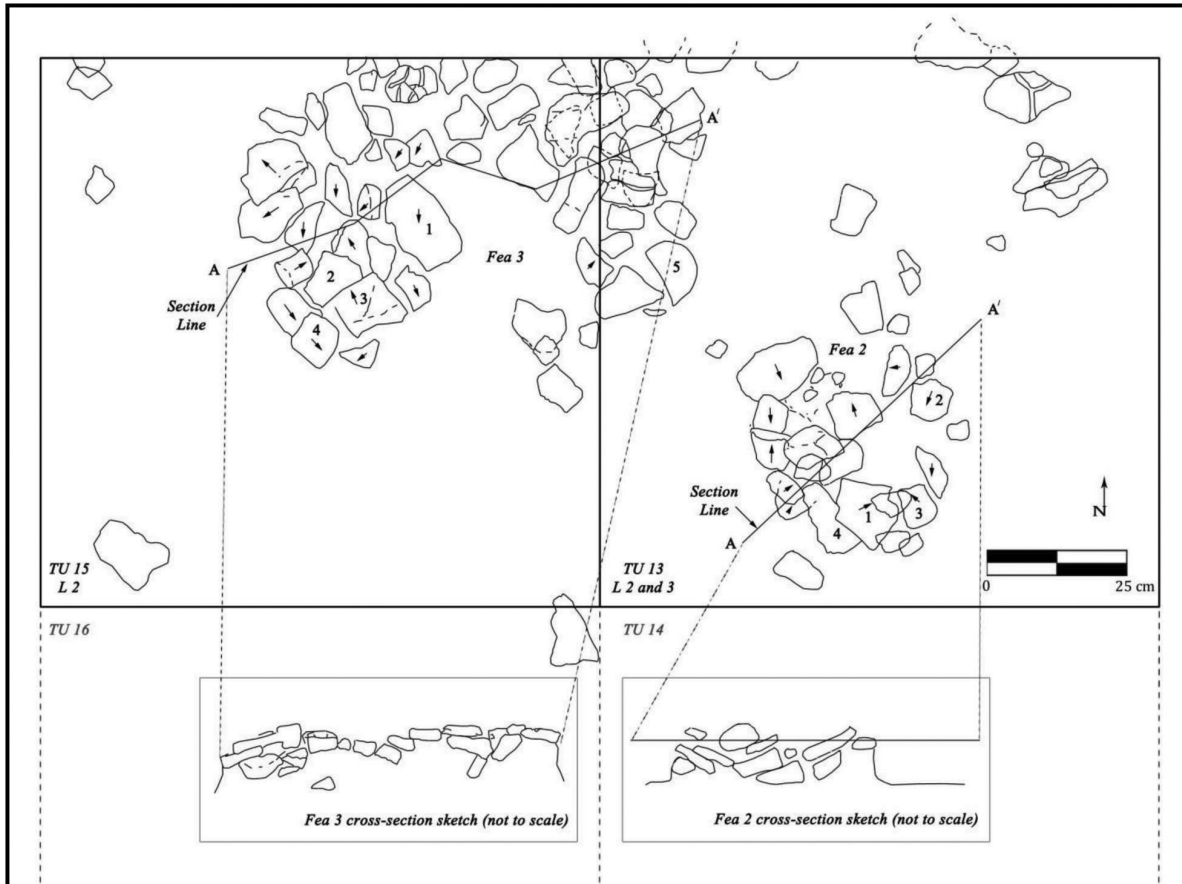 A'
1
Fea 3
A
2
5
Section
Line
3
4
A'
Fea 2
2
Section
Line
1
3
N
A
4
TU 15
L 2
TU 13
L 2 and 3
0
25 cm
TU 16
TU 14
Fea 3 cross-section sketch (not to scale)
Fea 2 cross-section sketch (not to scale)